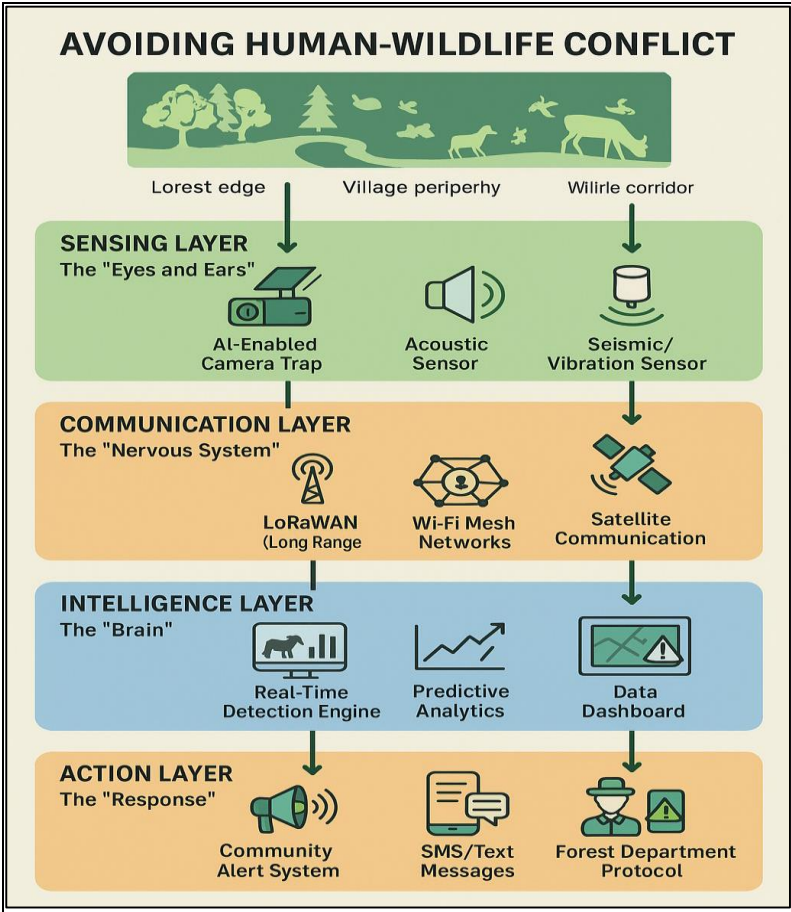 AVOIDING HUMAN-WILDLIFE CONFLICT
Lorest edge
Village periperhy
Wilirle corridor
SENSING LAYER
The "Eyes and Ears"
AI-Enabled
Camera Trap
Acoustic
Sensor
Seismic/
Vibration Sensor
COMMUNICATION LAYER
The "Nervous System"
LoRaWAN
(Long Range
Wi-Fi Mesh
Networks
Satellite
Communication
INTELLIGENCE LAYER
The "Brain"
Real-Time
Detection Engine
Predictive
Analytics
Data
Dashboard
ACTION LAYER
The "Response"
Community
Alert System
SMS/Text
Messages
Forest Department
Protocol